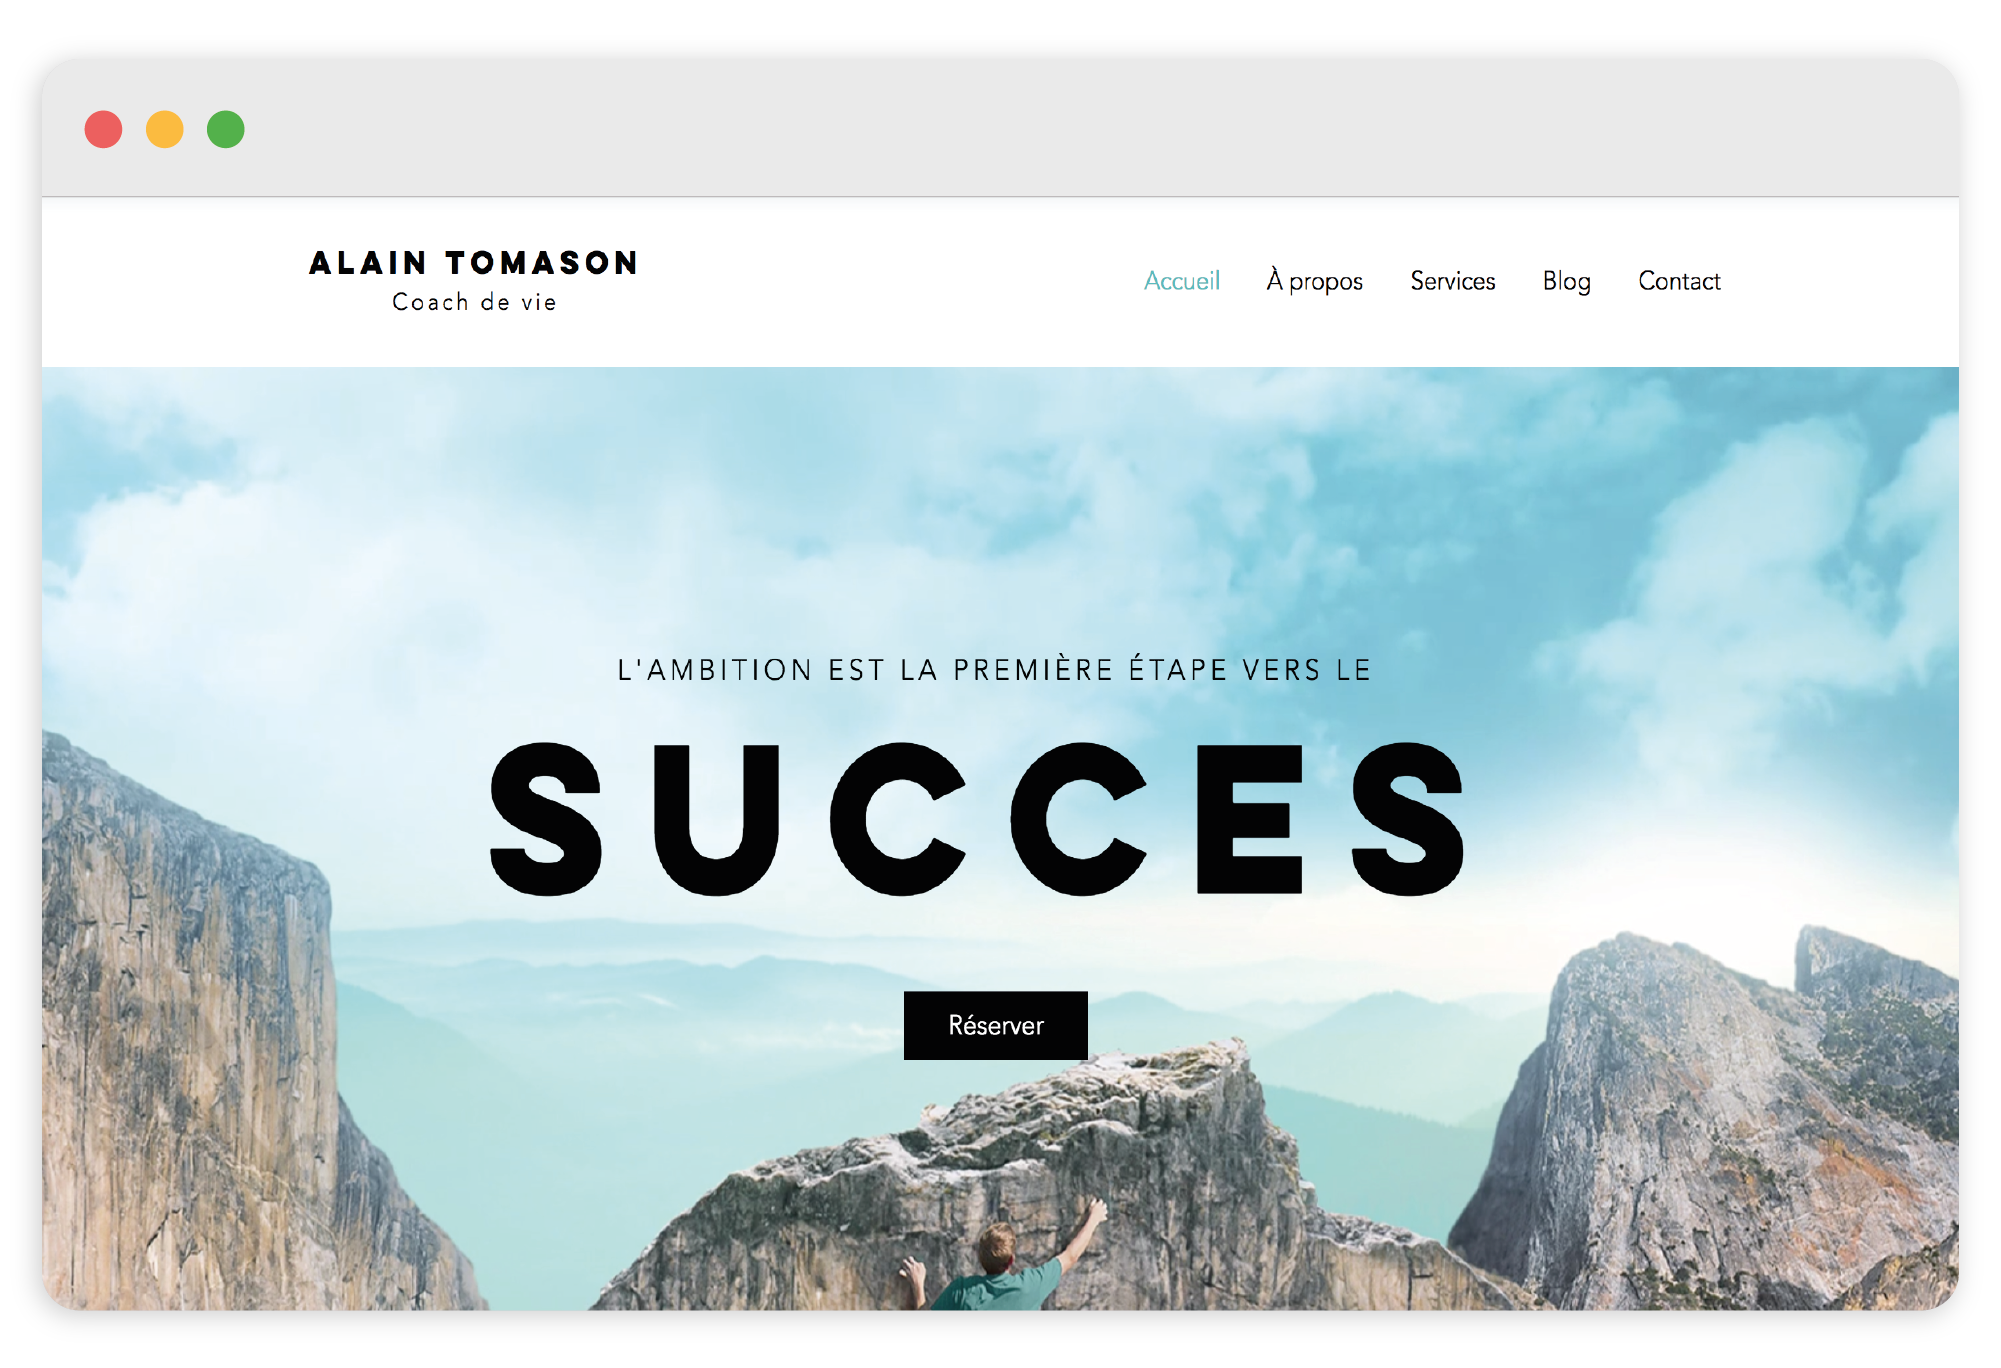 ALAIN TOMASON
Coach de vie
Accueil À propos Services Blog Contact
L'AMBITION EST LA PREMIÈRE ÉTAPE VERS LE
SUCCES
Réserver